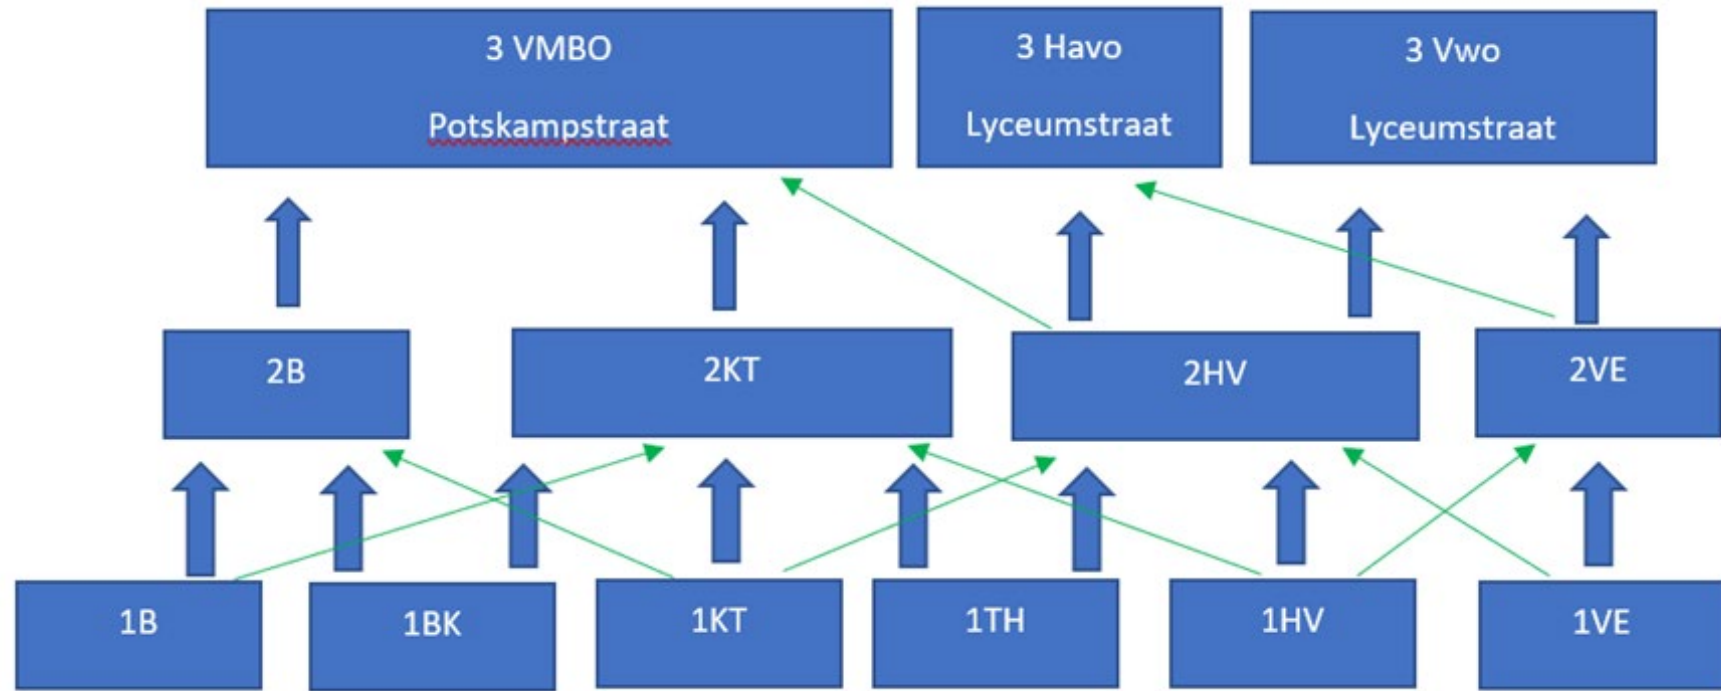 3 VMBO
Potskampstraat
3 Havo
Lyceumstraat
3 Vwo
Lyceumstraat
2B
2KT
2HV
2VE
1B
1BK
1KT
1TH
1HV
1VE